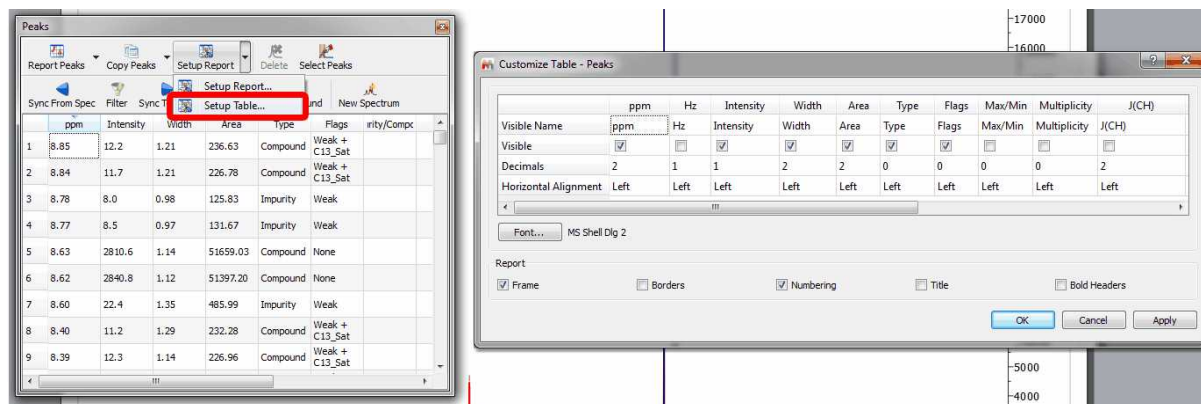 Peaks
Report Peaks Copy Peaks Setup Report Delete Select Peaks
Setup Report...
Setup Table...
Sync From Spec Filter Sync T und New Spectrum
ppm Intensity Width Area Type Flags ırity/Compc
1 8.85 12.2 1.21 236.63 Compound Weak +
C13_Sat
2 8.84 11.7 1.21 226.78 Compound Weak +
C13_Sat
3 8.78 8.0 0.98 125.83 Impurity Weak
4 8.77 8.5 0.97 131.67 Impurity Weak
5 8.63 2810.6 1.14 51659.03 Compound None
6 8.62 2840.8 1.12 51397.20 Compound None
7 8.60 22.4 1.35 485.99 Impurity Weak
8 8.40 11.2 1.29 232.28 Compound Weak +
C13_Sat
9 8.39 12.3 1.14 226.96 Compound Weak +
C13_Sat
17000
16000
Customize Table - Peaks
ppm Hz Intensity Width Area Type Flags Max/Min Multiplicity J(CH)
Visible Name ppm Hz Intensity Width Area Type Flags Max/Min Multiplicity J(CH)
Visible
Decimals 2 1 1 2 2 0 0 0 0 2
Horizontal Alignment Left Left Left Left Left Left Left Left Left Left
Font... MS Shell Dlg 2
Report
Frame Borders Numbering Title Bold Headers
OK Cancel Apply
5000
4000